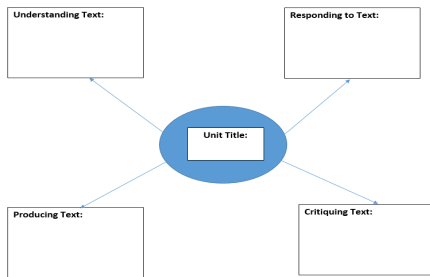 Understanding Text:
Responding to Text:
Unit Title:
Producing Text:
Critiquing Text: